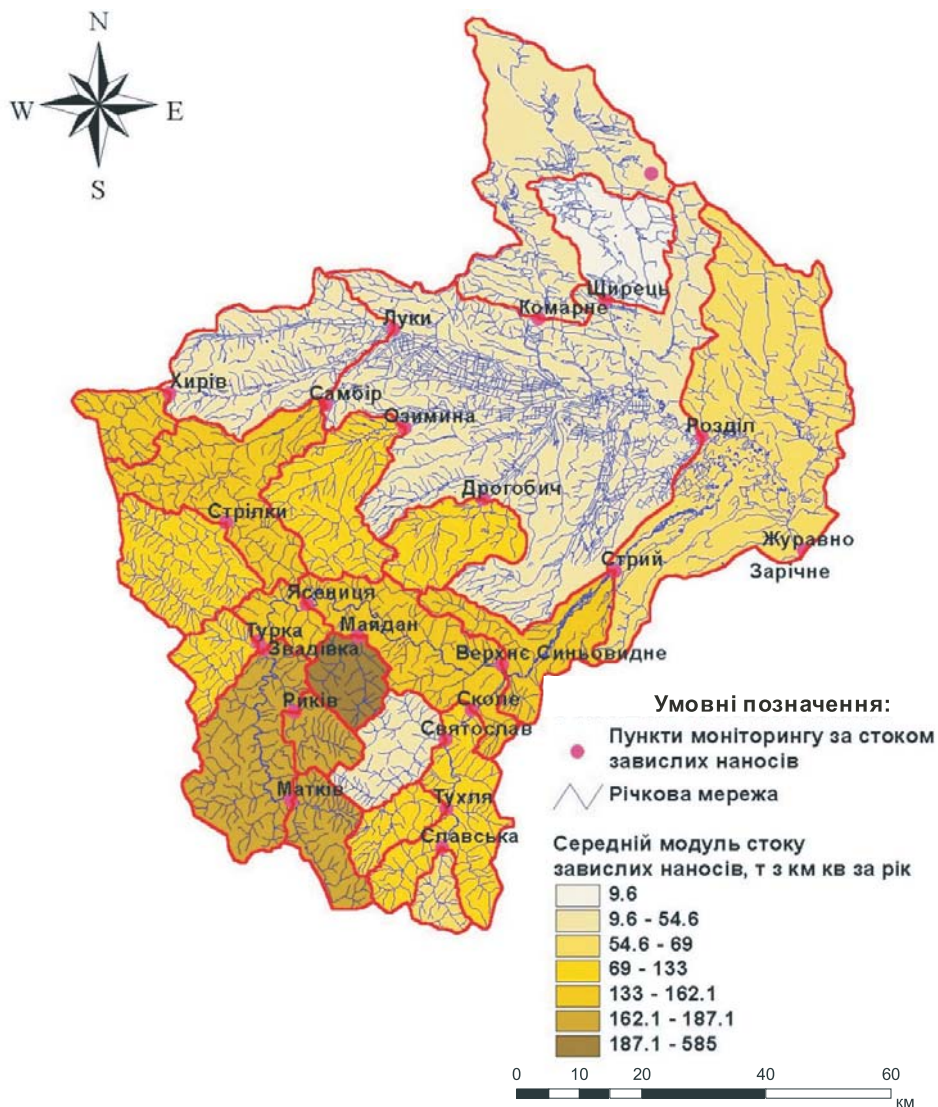 N
W
E
S
Щирець
Комарне
Луки
Хирів
Самбір
Озимина
Розділ
Дрогобич
Стрілки
Журавно
Стрий
Зарічне
Ясениця
Майдан
Турка
Звадівка
Верхнє Синьовидне
Риків
Сколе
Святослав
Матків
Тухля
Славська
Умовні позначення:
Пункти моніторингу за стоком
завислих наносів
Річкова мережа
Середній модуль стоку
завислих наносів, т з км кв за рік
9.6
9.6 - 54.6
54.6 - 69
69 - 133
133 - 162.1
162.1 - 187.1
187.1 - 585
0 10 20 40 60
км